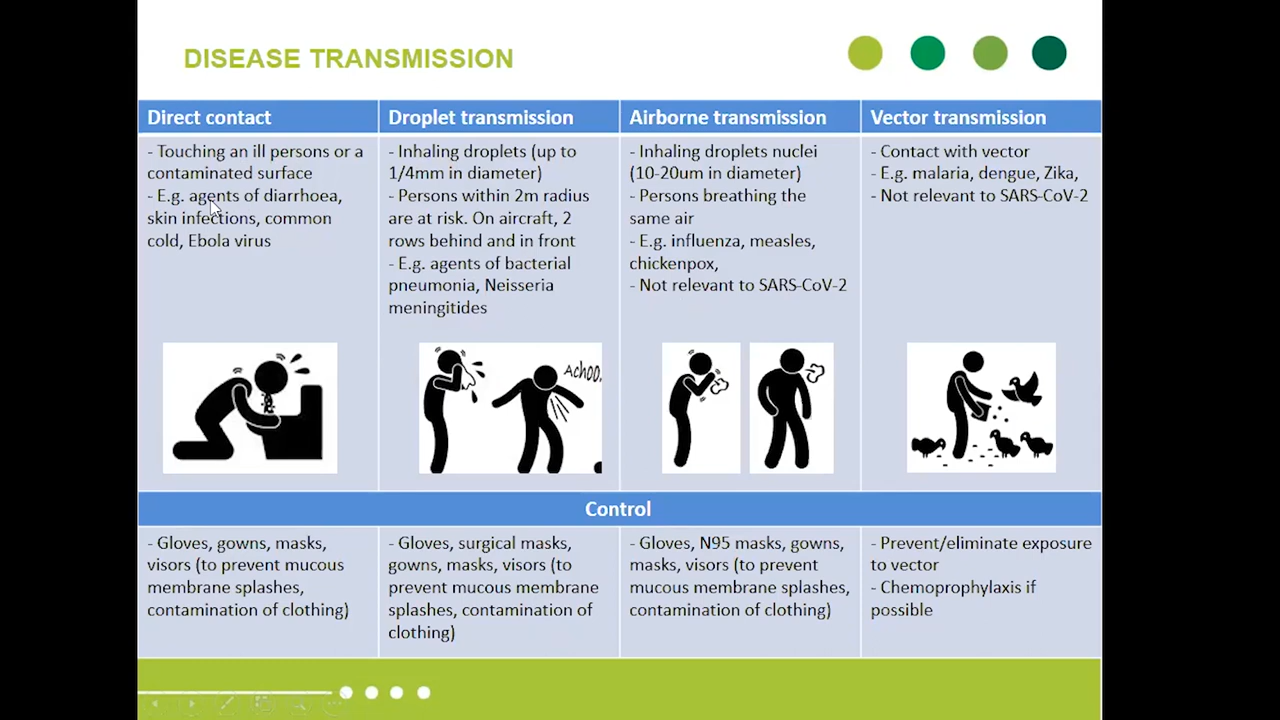 DISEASE TRANSMISSION
Direct contact
- Touching an ill persons or a
contaminated surface
- E.g. agents of diarrhoea,
skin infections, common
cold, Ebola virus
Droplet transmission
- Inhaling droplets (up to
1/4mm in diameter)
- Persons within 2m radius
are at risk. On aircraft, 2
rows behind and in front
- E.g. agents of bacterial
pneumonia, Neisseria
meningitides
Achoo.
Airborne transmission
- Inhaling droplets nuclei
(10-20um in diameter)
- Persons breathing the
same air
- E.g. influenza, measles,
chickenpox,
- Not relevant to SARS-CoV-2
Vector transmission
- Contact with vector
- E.g. malaria, dengue, Zika,
- Not relevant to SARS-CoV-2
Control
- Gloves, gowns, masks,
visors (to prevent mucous
membrane splashes,
contamination of clothing)
- Gloves, surgical masks,
gowns, masks, visors (to
prevent mucous membrane
splashes, contamination of
clothing)
- Gloves, N95 masks, gowns,
masks, visors (to prevent
mucous membrane splashes,
contamination of clothing)
- Prevent/eliminate exposure
to vector
- Chemoprophylaxis if
possible